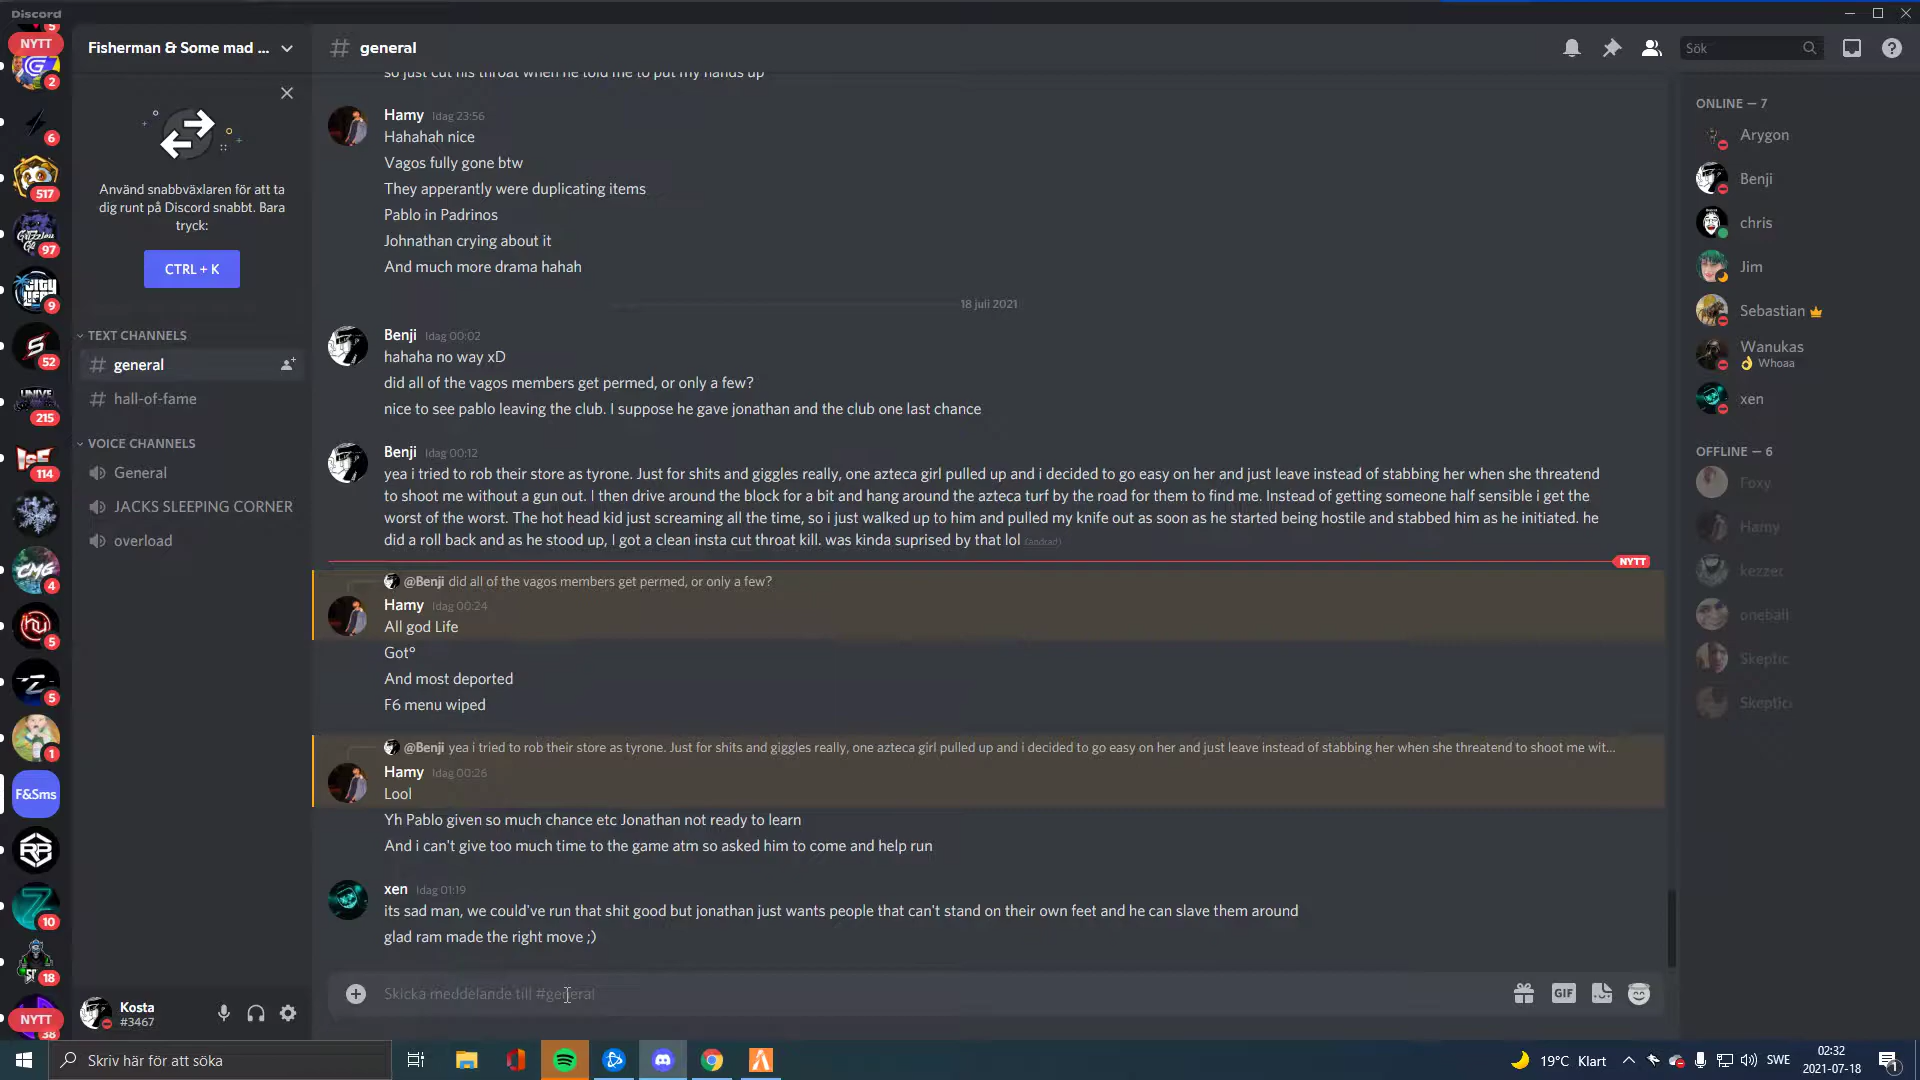 Discord
5
NYTT
2
6
517
97
9
52
215
114
4
5
5
1
F&Sms
10
18
NYTT
38
Fisherman & Some mad ...
Använd snabbväxlaren för att ta
dig runt på Discord snabbt. Bara
tryck:
CTRL + K
TEXT CHANNELS
general
hall-of-fame
VOICE CHANNELS
General
JACKS SLEEPING CORNER
overload
Kosta
#3467
# general
Sök
so just cut his throat when he told me to put my hands up
Hamy Idag 23:56
Hahahah nice
Vagos fully gone btw
They apperantly were duplicating items
Pablo in Padrinos
Johnathan crying about it
And much more drama hahah
18 juli 2021
Benji Idag 00:02
hahaha no way xD
did all of the vagos members get permed, or only a few?
nice to see pablo leaving the club. I suppose he gave jonathan and the club one last chance
Benji Idag 00:12
yea i tried to rob their store as tyrone. Just for shits and giggles really, one azteca girl pulled up and i decided to go easy on her and just leave instead of stabbing her when she threatend
to shoot me without a gun out. I then drive around the block for a bit and hang around the azteca turf by the road for them to find me. Instead of getting someone half sensible i get the
worst of the worst. The hot head kid just screaming all the time, so i just walked up to him and pulled my knife out as soon as he started being hostile and stabbed him as he initiated. he
did a roll back and as he stood up, I got a clean insta cut throat kill. was kinda suprised by that lol (ändrad)
NYTT
@Benji did all of the vagos members get permed, or only a few?
Hamy Idag 00:24
All god Life
Got°
And most deported
F6 menu wiped
@Benji yea i tried to rob their store as tyrone. Just for shits and giggles really, one azteca girl pulled up and i decided to go easy on her and just leave instead of stabbing her when she threatend to shoot me wit...
Hamy Idag 00:26
Lool
Yh Pablo given so much chance etc Jonathan not ready to learn
And i can't give too much time to the game atm so asked him to come and help run
xen Idag 01:19
its sad man, we could've run that shit good but jonathan just wants people that can't stand on their own feet and he can slave them around
glad ram made the right move ;)
Skicka meddelande till #general
GIF
ONLINE — 7
Arygon
Benji
chris
Jim
Sebastian
Wanukas
Whoaa
xen
OFFLINE — 6
Foxy
Hamy
kezzer
oneball
Skeptic
Skeptic
Skriv här för att söka
19°C Klart
SWE
02:32
2021-07-18
1